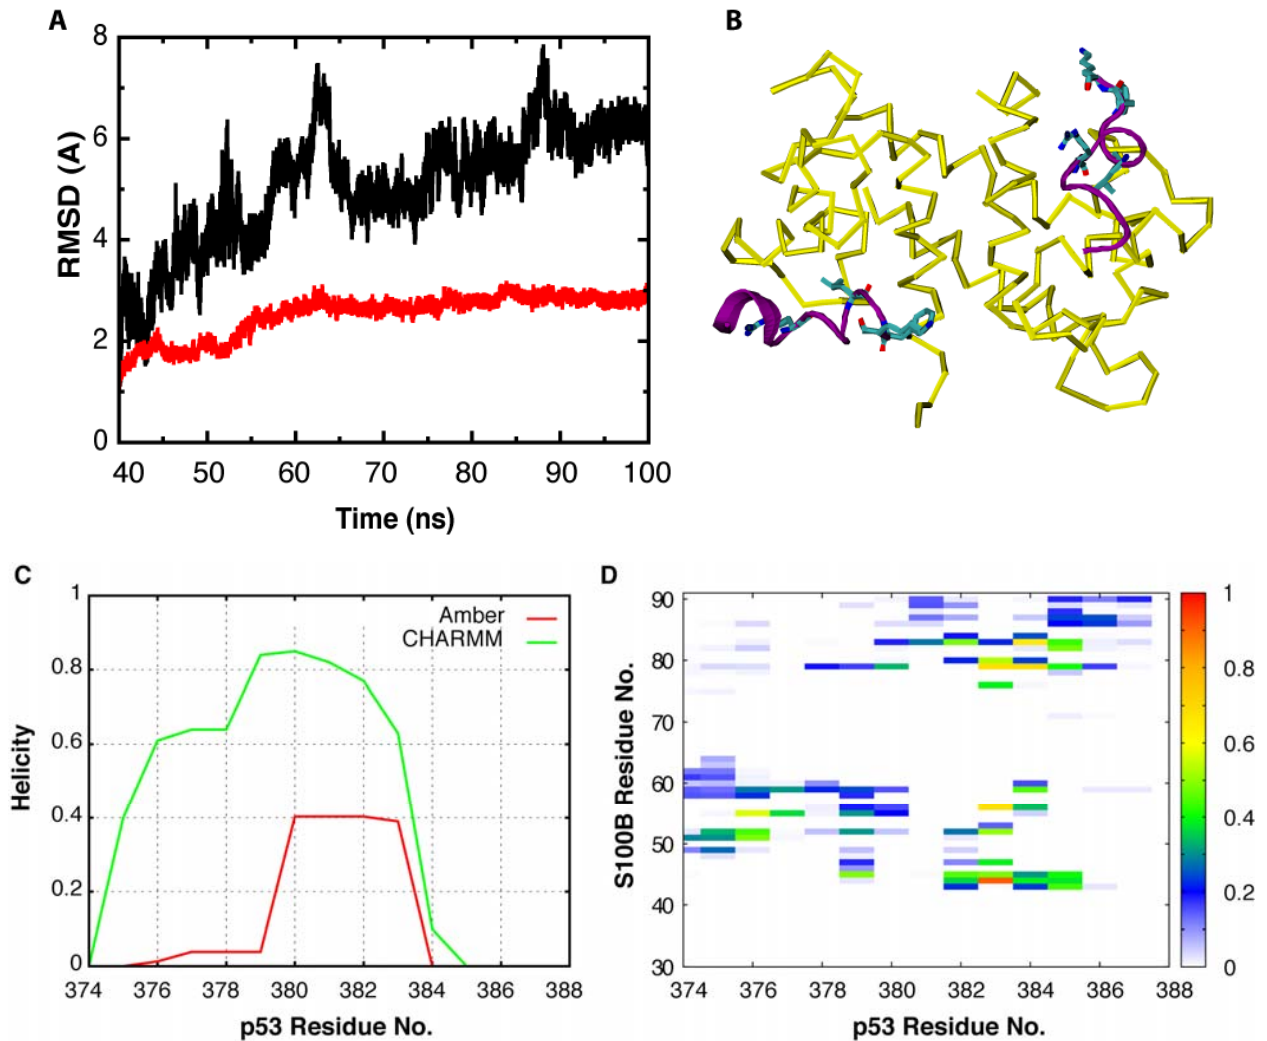 A
B
8
6
4
2
0
RMSD (A)
40 50 60 70 80 90 100
Time (ns)
C
D
1
0.8
0.6
0.4
0.2
0
Helicity
Amber
CHARMM
374 376 378 380 382 384 386 388
p53 Residue No.
90
80
70
60
50
40
30
S100B Residue No.
374 376 378 380 382 384 386 388
p53 Residue No.
1
0.8
0.6
0.4
0.2
0